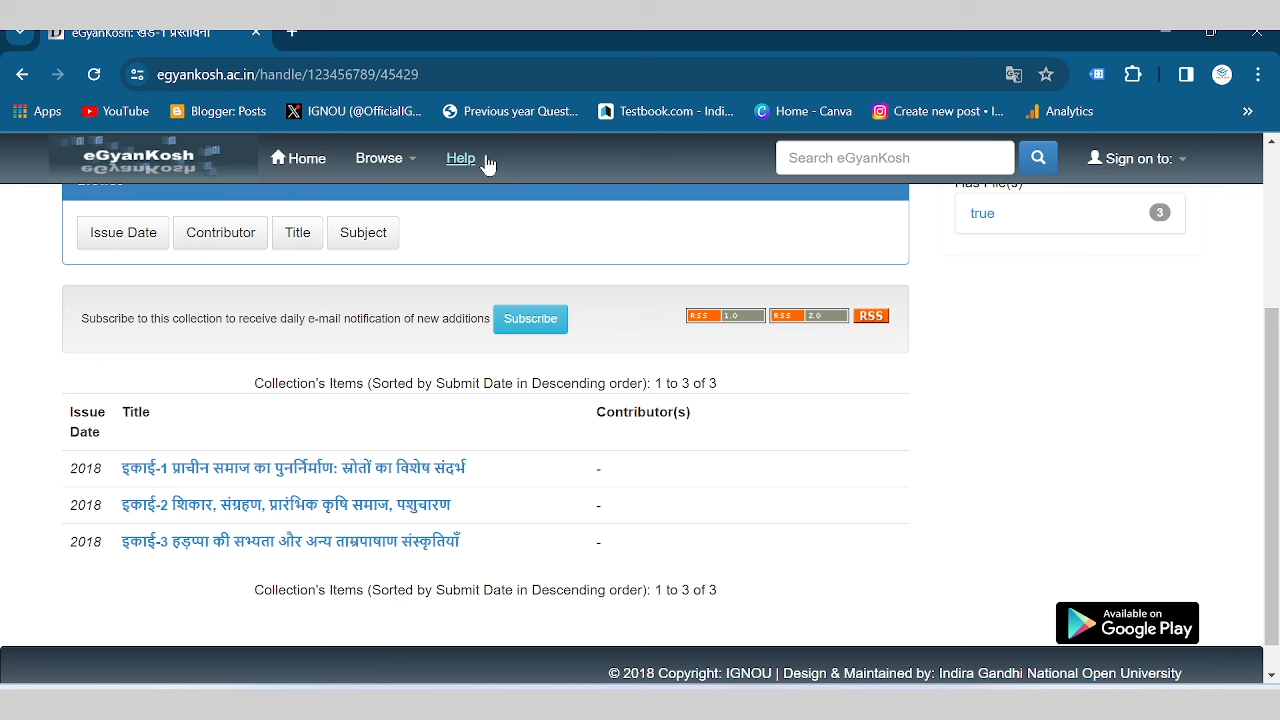 eGyanKosh: खंड-1 प्रस्तावना
egyankosh.ac.in/handle/123456789/45429
Apps YouTube Blogger: Posts IGNOU (@OfficialIG... Previous year Quest... Testbook.com - Indi... Home - Canva Create new post • I... Analytics »
eGyanKosh Home Browse Help Search eGyanKosh Sign on to:
Has File(s)
true 3
Issue Date Contributor Title Subject
Subscribe to this collection to receive daily e-mail notification of new additions Subscribe RSS 1.0 RSS 2.0 RSS
Collection's Items (Sorted by Submit Date in Descending order): 1 to 3 of 3
Issue Date Title Contributor(s)
2018 इकाई-1 प्राचीन समाज का पुनर्निर्माण: स्रोतों का विशेष संदर्भ -
2018 इकाई-2 शिकार, संग्रहण, प्रारंभिक कृषि समाज, पशुचारण -
2018 इकाई-3 हड़प्पा की सभ्यता और अन्य ताम्रपाषाण संस्कृतियाँ -
Collection's Items (Sorted by Submit Date in Descending order): 1 to 3 of 3
Available on
Google Play
© 2018 Copyright: IGNOU | Design & Maintained by: Indira Gandhi National Open University